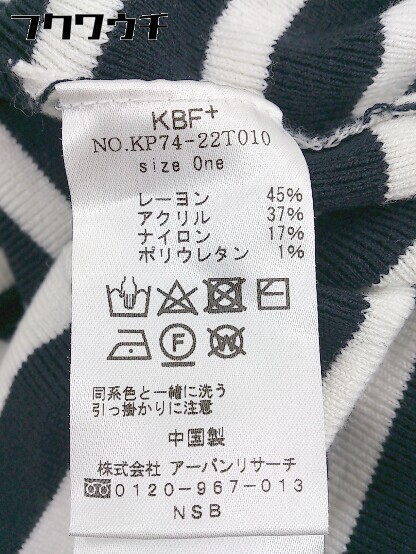 フクウロウチ
KBF+
NO.KP74-22T010
size One
レーヨン 45%
アクリル 37%
ナイロン 17%
ポリウレタン 1%
F W
同系色と一緒に洗う
引っ掛かりに注意
中国製
株式会社 アーバンリサーチ
0120-967-013
NSB